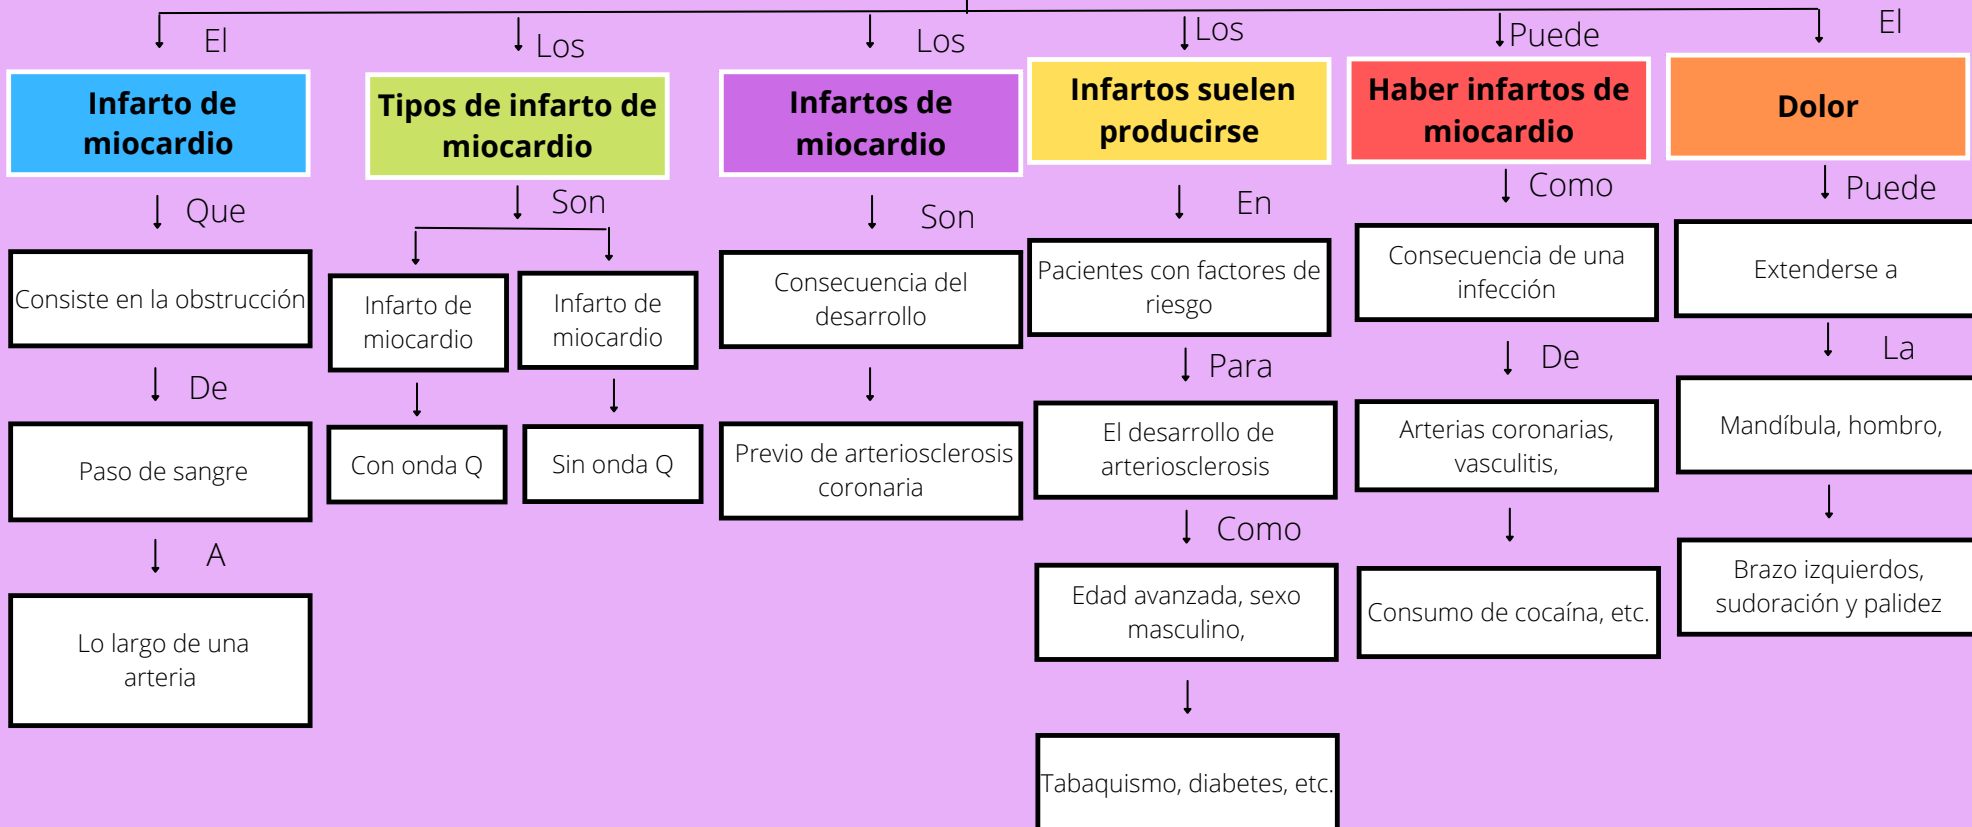 El
Infarto de
miocardio
Que
Consiste en la obstrucción
De
Paso de sangre
A
Lo largo de una
arteria
Los
Tipos de infarto de
miocardio
Son
Infarto de
miocardio
Con onda Q
Infarto de
miocardio
Sin onda Q
Los
Infartos de
miocardio
Son
Consecuencia del
desarrollo
Previo de arteriosclerosis
coronaria
Los
Infartos suelen
producirse
En
Pacientes con factores de
riesgo
Para
El desarrollo de
arteriosclerosis
Como
Edad avanzada, sexo
masculino,
Tabaquismo, diabetes, etc.
Puede
Haber infartos de
miocardio
Como
Consecuencia de una
infección
De
Arterias coronarias,
vasculitis,
Consumo de cocaína, etc.
El
Dolor
Puede
Extenderse a
La
Mandíbula, hombro,
Brazo izquierdos,
sudoración y palidez